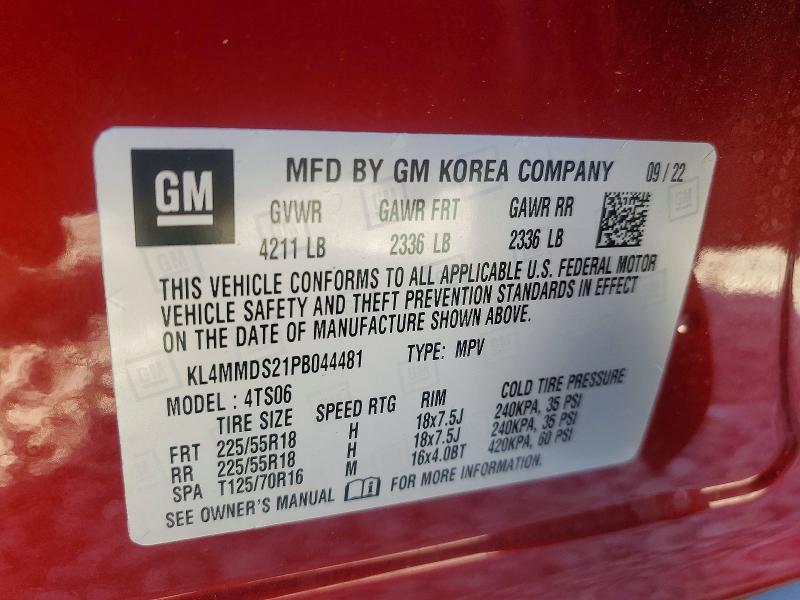 GM MFD BY GM KOREA COMPANY 09 / 22
GVWR GAWR FRT GAWR RR
4211 LB 2336 LB 2336 LB
THIS VEHICLE CONFORMS TO ALL APPLICABLE U.S. FEDERAL MOTOR
VEHICLE SAFETY AND THEFT PREVENTION STANDARDS IN EFFECT
ON THE DATE OF MANUFACTURE SHOWN ABOVE.
KL4MMDS21PB044481 TYPE: MPV
MODEL : 4TS06
TIRE SIZE SPEED RTG RIM COLD TIRE PRESSURE
FRT 225/55R18 H 18x7.5J 240KPA, 35 PSI
RR 225/55R18 H 18x7.5J 240KPA, 35 PSI
SPA T125/70R16 M 16x4.0BT 420KPA, 60 PSI
SEE OWNER'S MANUAL FOR MORE INFORMATION.